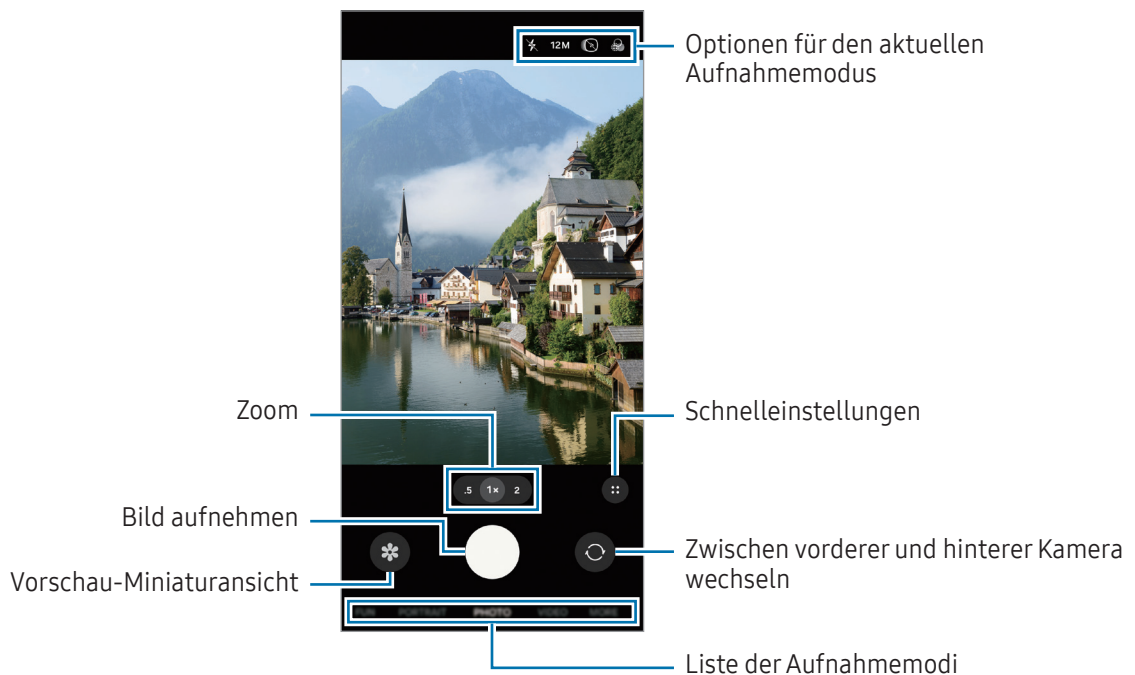 12M
Optionen für den aktuellen
Aufnahmemodus
Zoom
Schnelleinstellungen
.5 1× 2
Bild aufnehmen
Zwischen vorderer und hinterer Kamera
wechseln
Vorschau-Miniaturansicht
FUN PORTRAIT PHOTO VIDEO MORE
Liste der Aufnahmemodi